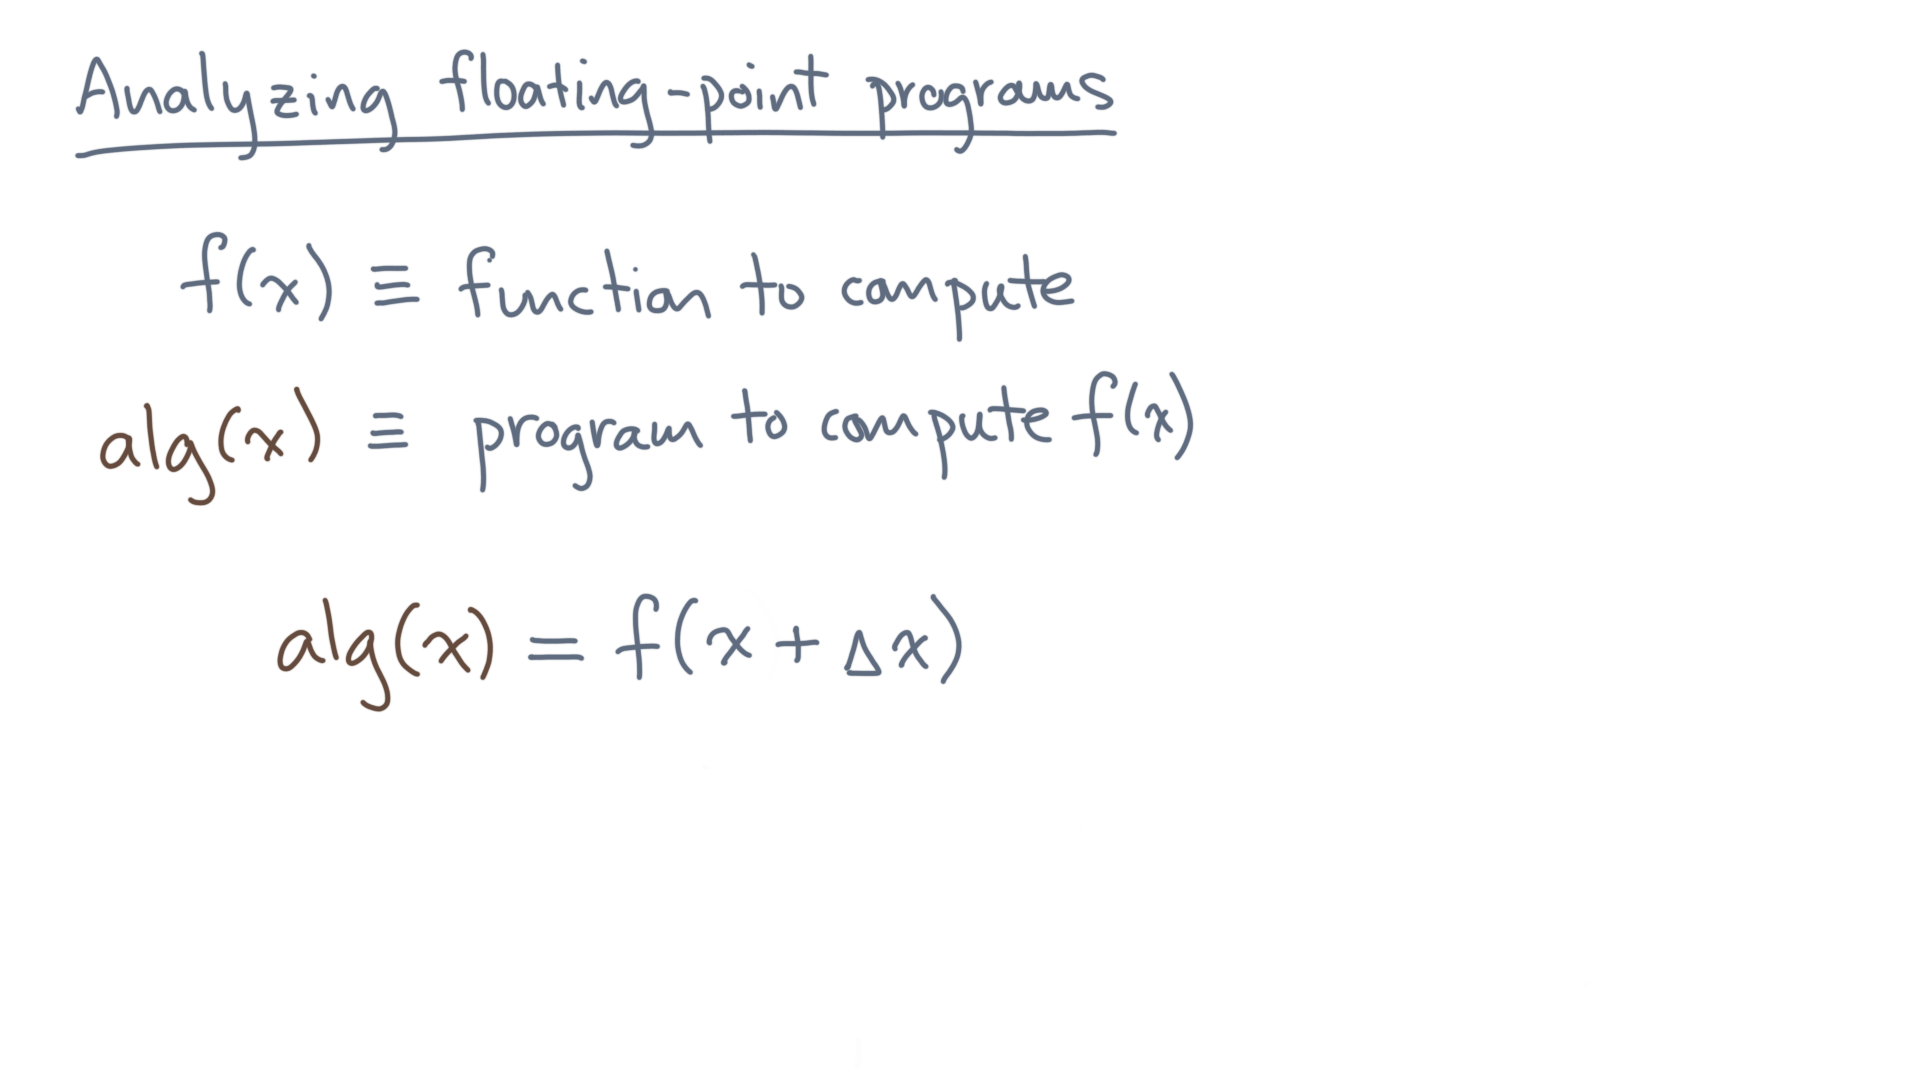 Analyzing floating-point programs
f(x) ≡ function to compute
alg(x) ≡ program to compute f(x)
alg(x) = f(x + Δx)